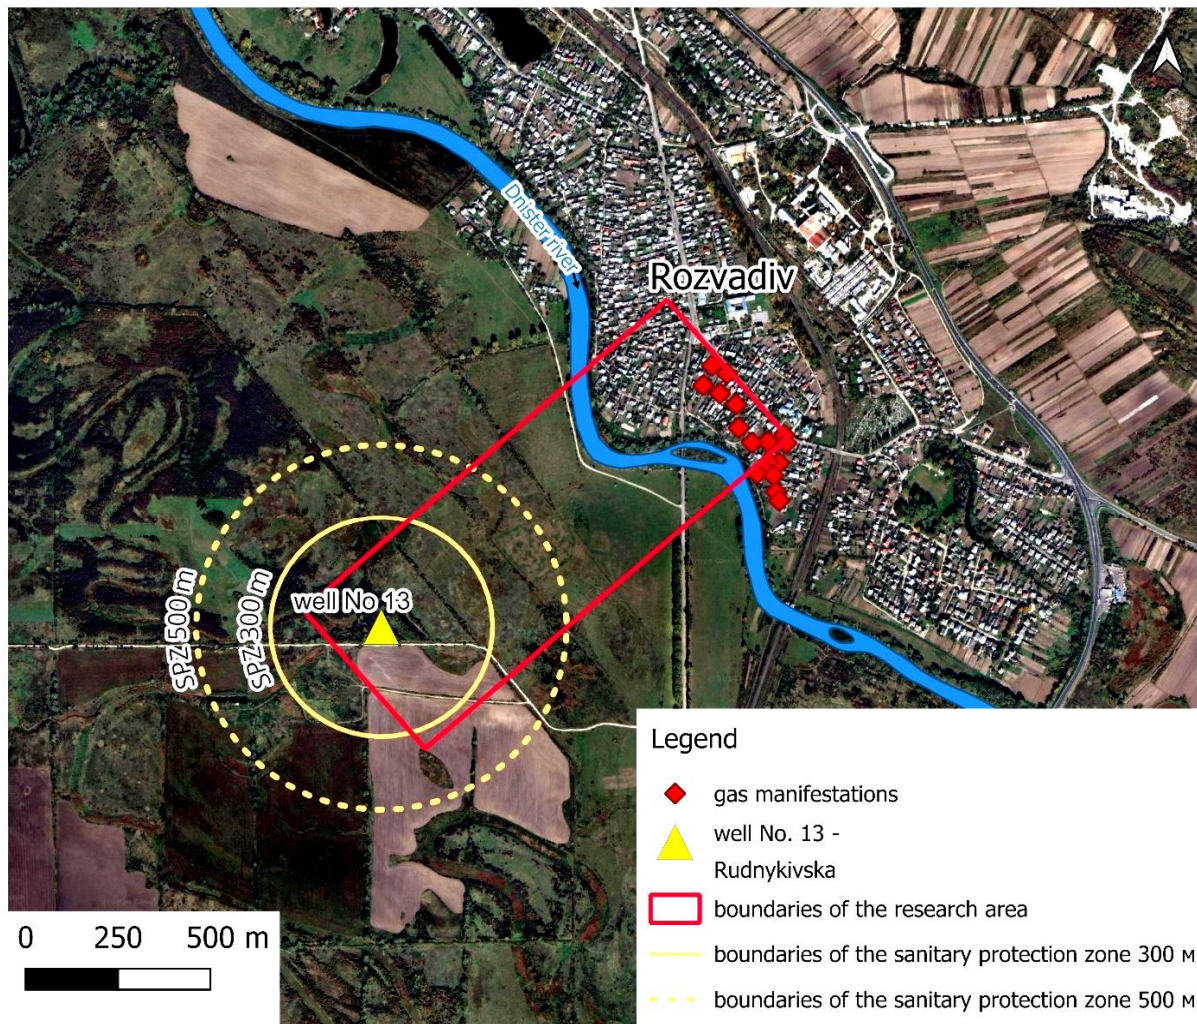 Dnister river
Rozvadiv
well No 13
SPZ 500 m
SPZ 300 m
Legend
gas manifestations
well No. 13 -
Rudnykivska
boundaries of the research area
boundaries of the sanitary protection zone 300 м
boundaries of the sanitary protection zone 500 м
0 250 500 m